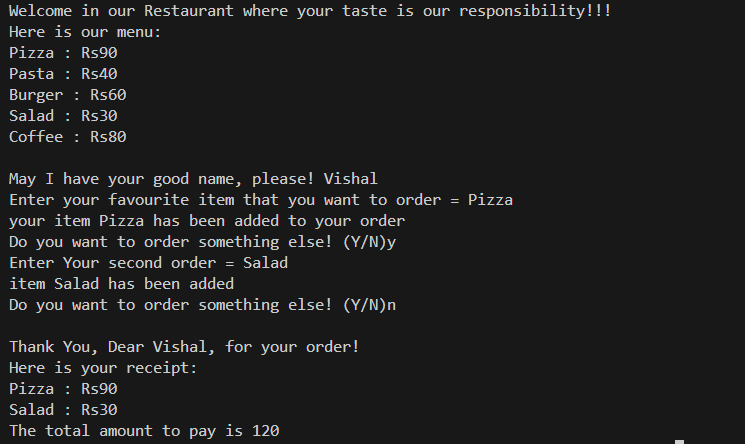 Welcome in our Restaurant where your taste is our responsibility!!!
Here is our menu:
Pizza : Rs90
Pasta : Rs40
Burger : Rs60
Salad : Rs30
Coffee : Rs80
May I have your good name, please! Vishal
Enter your favourite item that you want to order = Pizza
your item Pizza has been added to your order
Do you want to order something else! (Y/N)y
Enter Your second order = Salad
item Salad has been added
Do you want to order something else! (Y/N)n
Thank You, Dear Vishal, for your order!
Here is your receipt:
Pizza : Rs90
Salad : Rs30
The total amount to pay is 120